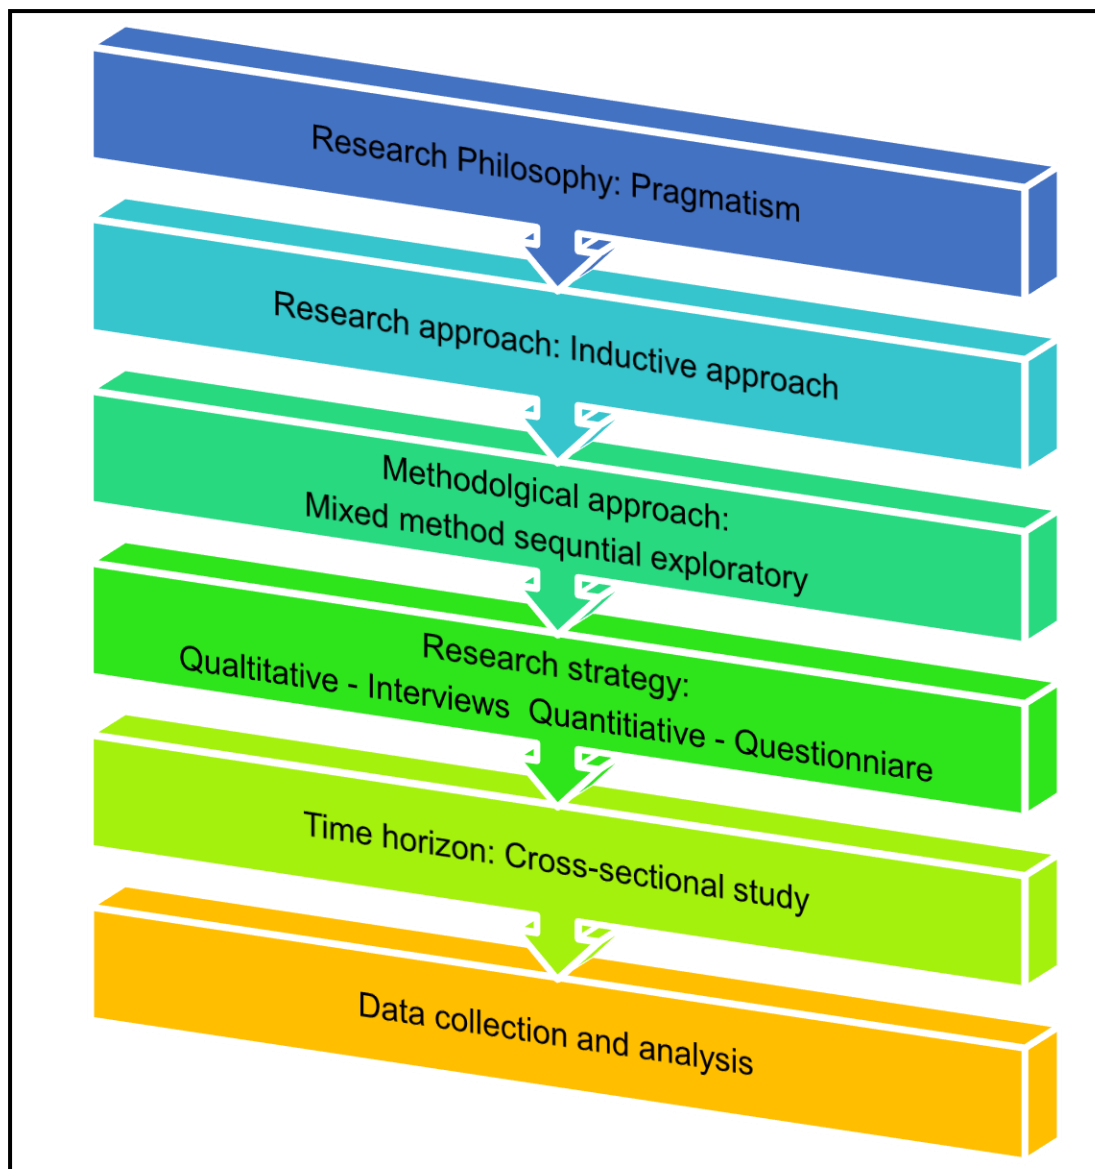 Research Philosophy: Pragmatism
Research approach: Inductive approach
Methodolgical approach:
Mixed method sequntial exploratory
Research strategy:
Qualtitative - Interviews  Quantitiative - Questionniare
Time horizon: Cross-sectional study
Data collection and analysis